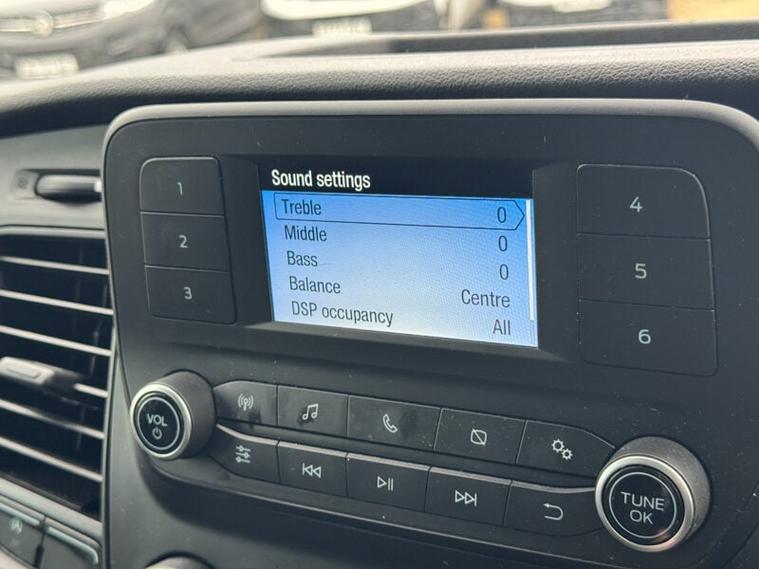 Sound settings
Treble 0
Middle 0
Bass 0
Balance Centre
DSP occupancy All
1
2
3
4
5
6
VOL
TUNE
OK